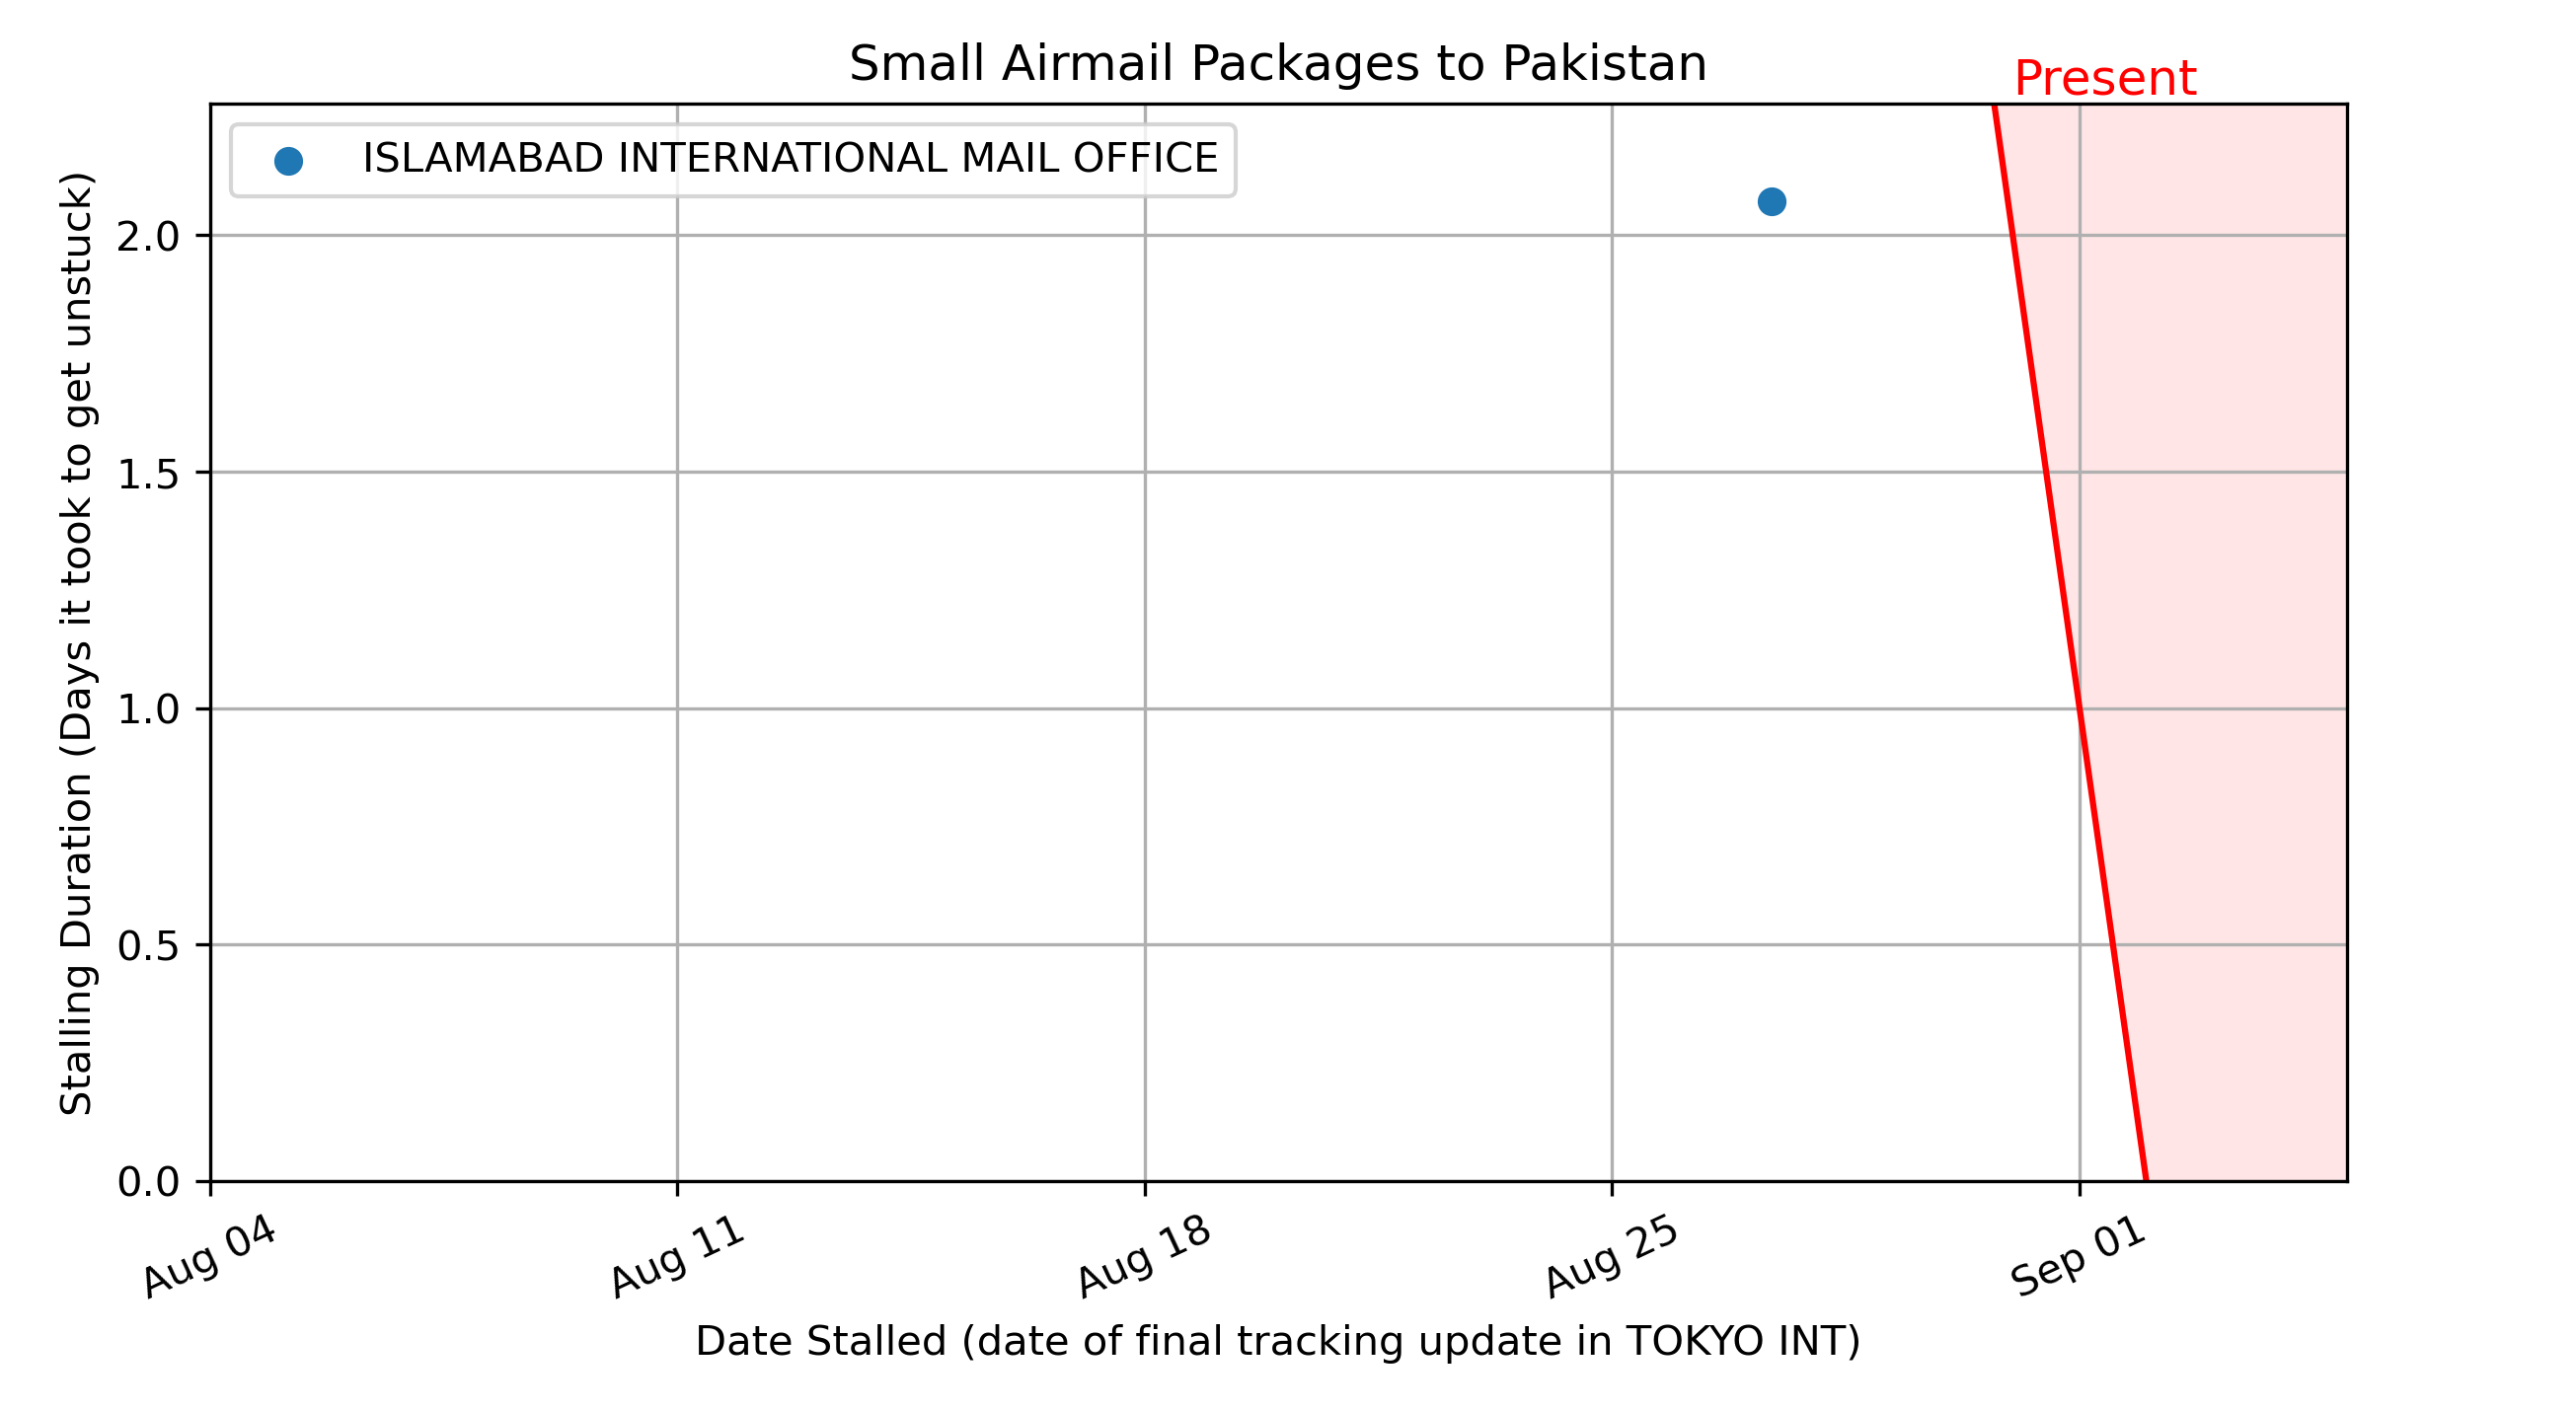 Small Airmail Packages to Pakistan
Present
ISLAMABAD INTERNATIONAL MAIL OFFICE
Stalling Duration (Days it took to get unstuck)
2.0
1.5
1.0
0.5
0.0
Aug 04
Aug 11
Aug 18
Aug 25
Sep 01
Date Stalled (date of final tracking update in TOKYO INT)